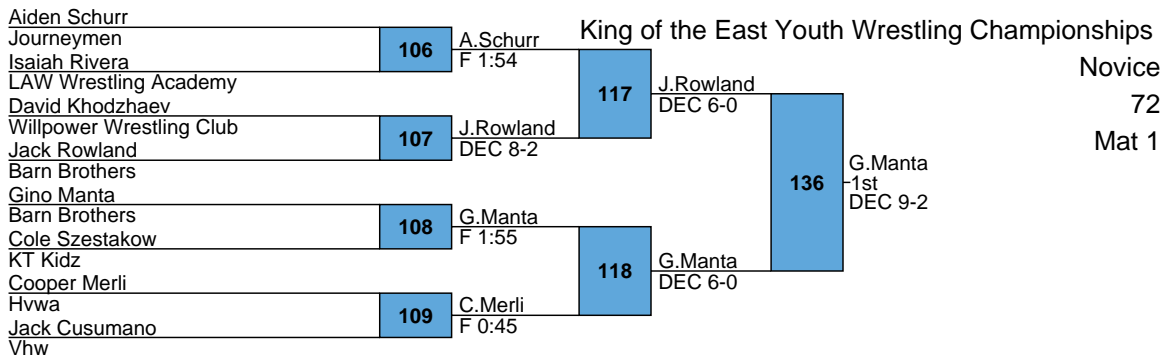 Aiden Schurr
Journeymen
Isaiah Rivera
LAW Wrestling Academy
David Khodzhaev
Willpower Wrestling Club
Jack Rowland
Barn Brothers
Gino Manta
Barn Brothers
Cole Szestakow
KT Kidz
Cooper Merli
Hvwa
Jack Cusumano
Vhw
106
107
108
109
A.Schurr
F 1:54
J.Rowland
DEC 8-2
G.Manta
F 1:55
C.Merli
F 0:45
117
118
J.Rowland
DEC 6-0
G.Manta
DEC 6-0
136
G.Manta
1st
DEC 9-2
King of the East Youth Wrestling Championships
Novice
72
Mat 1